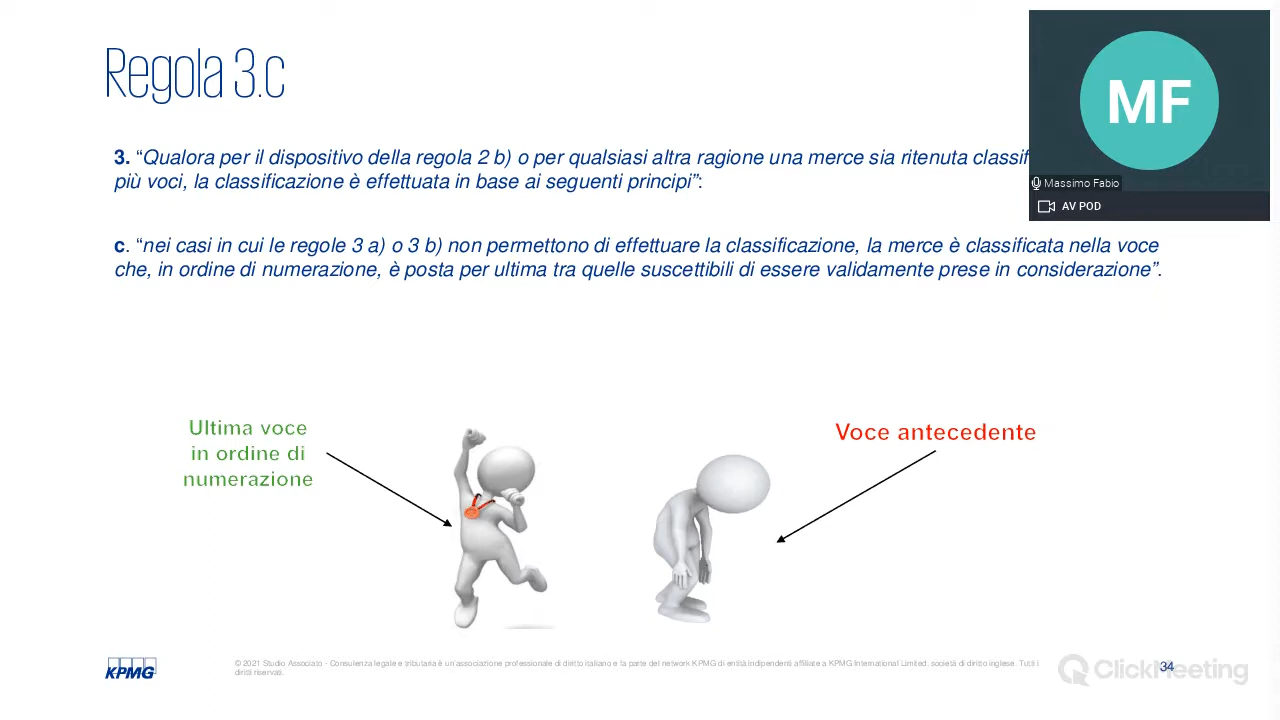 Regola 3.c
MF
Massimo Fabio
AV POD
3. “Qualora per il dispositivo della regola 2 b) o per qualsiasi altra ragione una merce sia ritenuta classif
più voci, la classificazione è effettuata in base ai seguenti principi”:
c. “nei casi in cui le regole 3 a) o 3 b) non permettono di effettuare la classificazione, la merce è classificata nella voce
che, in ordine di numerazione, è posta per ultima tra quelle suscettibili di essere validamente prese in considerazione”.
Ultima voce
in ordine di
numerazione
Voce antecedente
KPMG
© 2021 Studio Associato - Consulenza legale e tributaria è un'associazione professionale di diritto italiano e fa parte del network KPMG di entità indipendenti affiliate a KPMG International Limited, società di diritto inglese. Tutti i
diritti riservati.
34
ClickMeeting